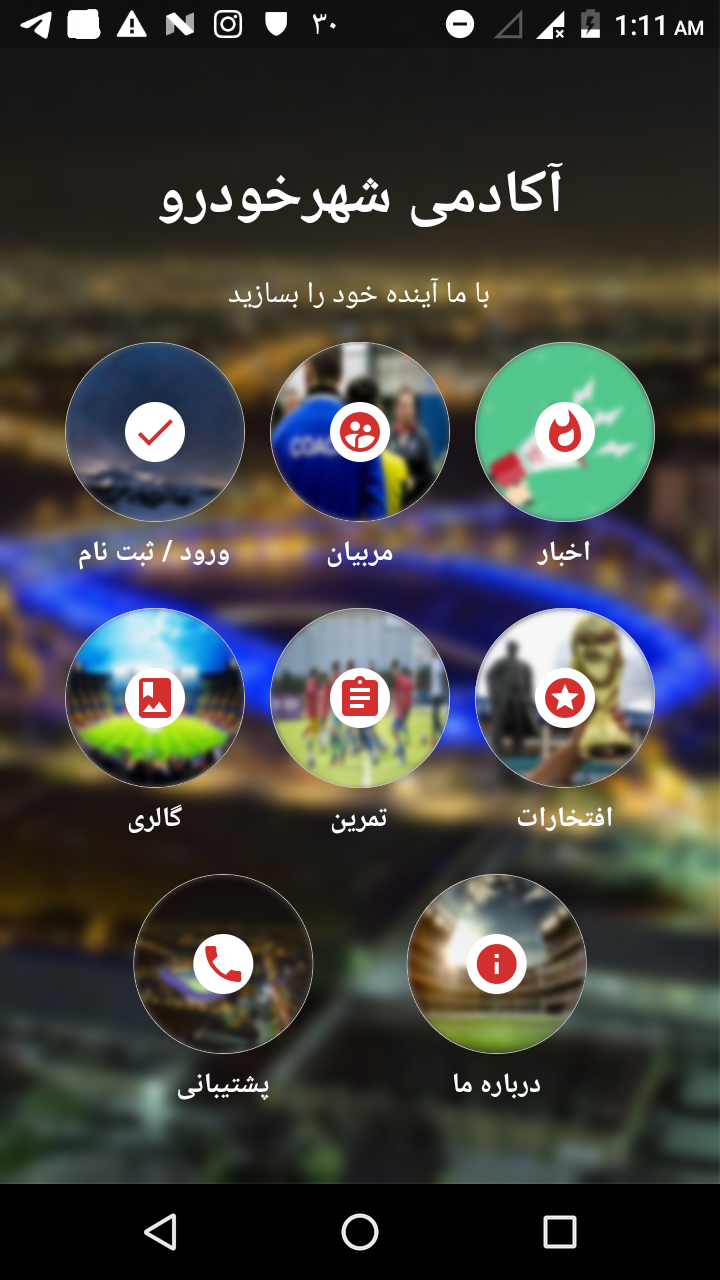 ۳۰ 1:11 AM
آکادمی شهرخودرو
با ما آینده خود را بسازید
اخبار مربیان ورود / ثبت نام
افتخارات تمرین گالری
درباره ما پشتیبانی